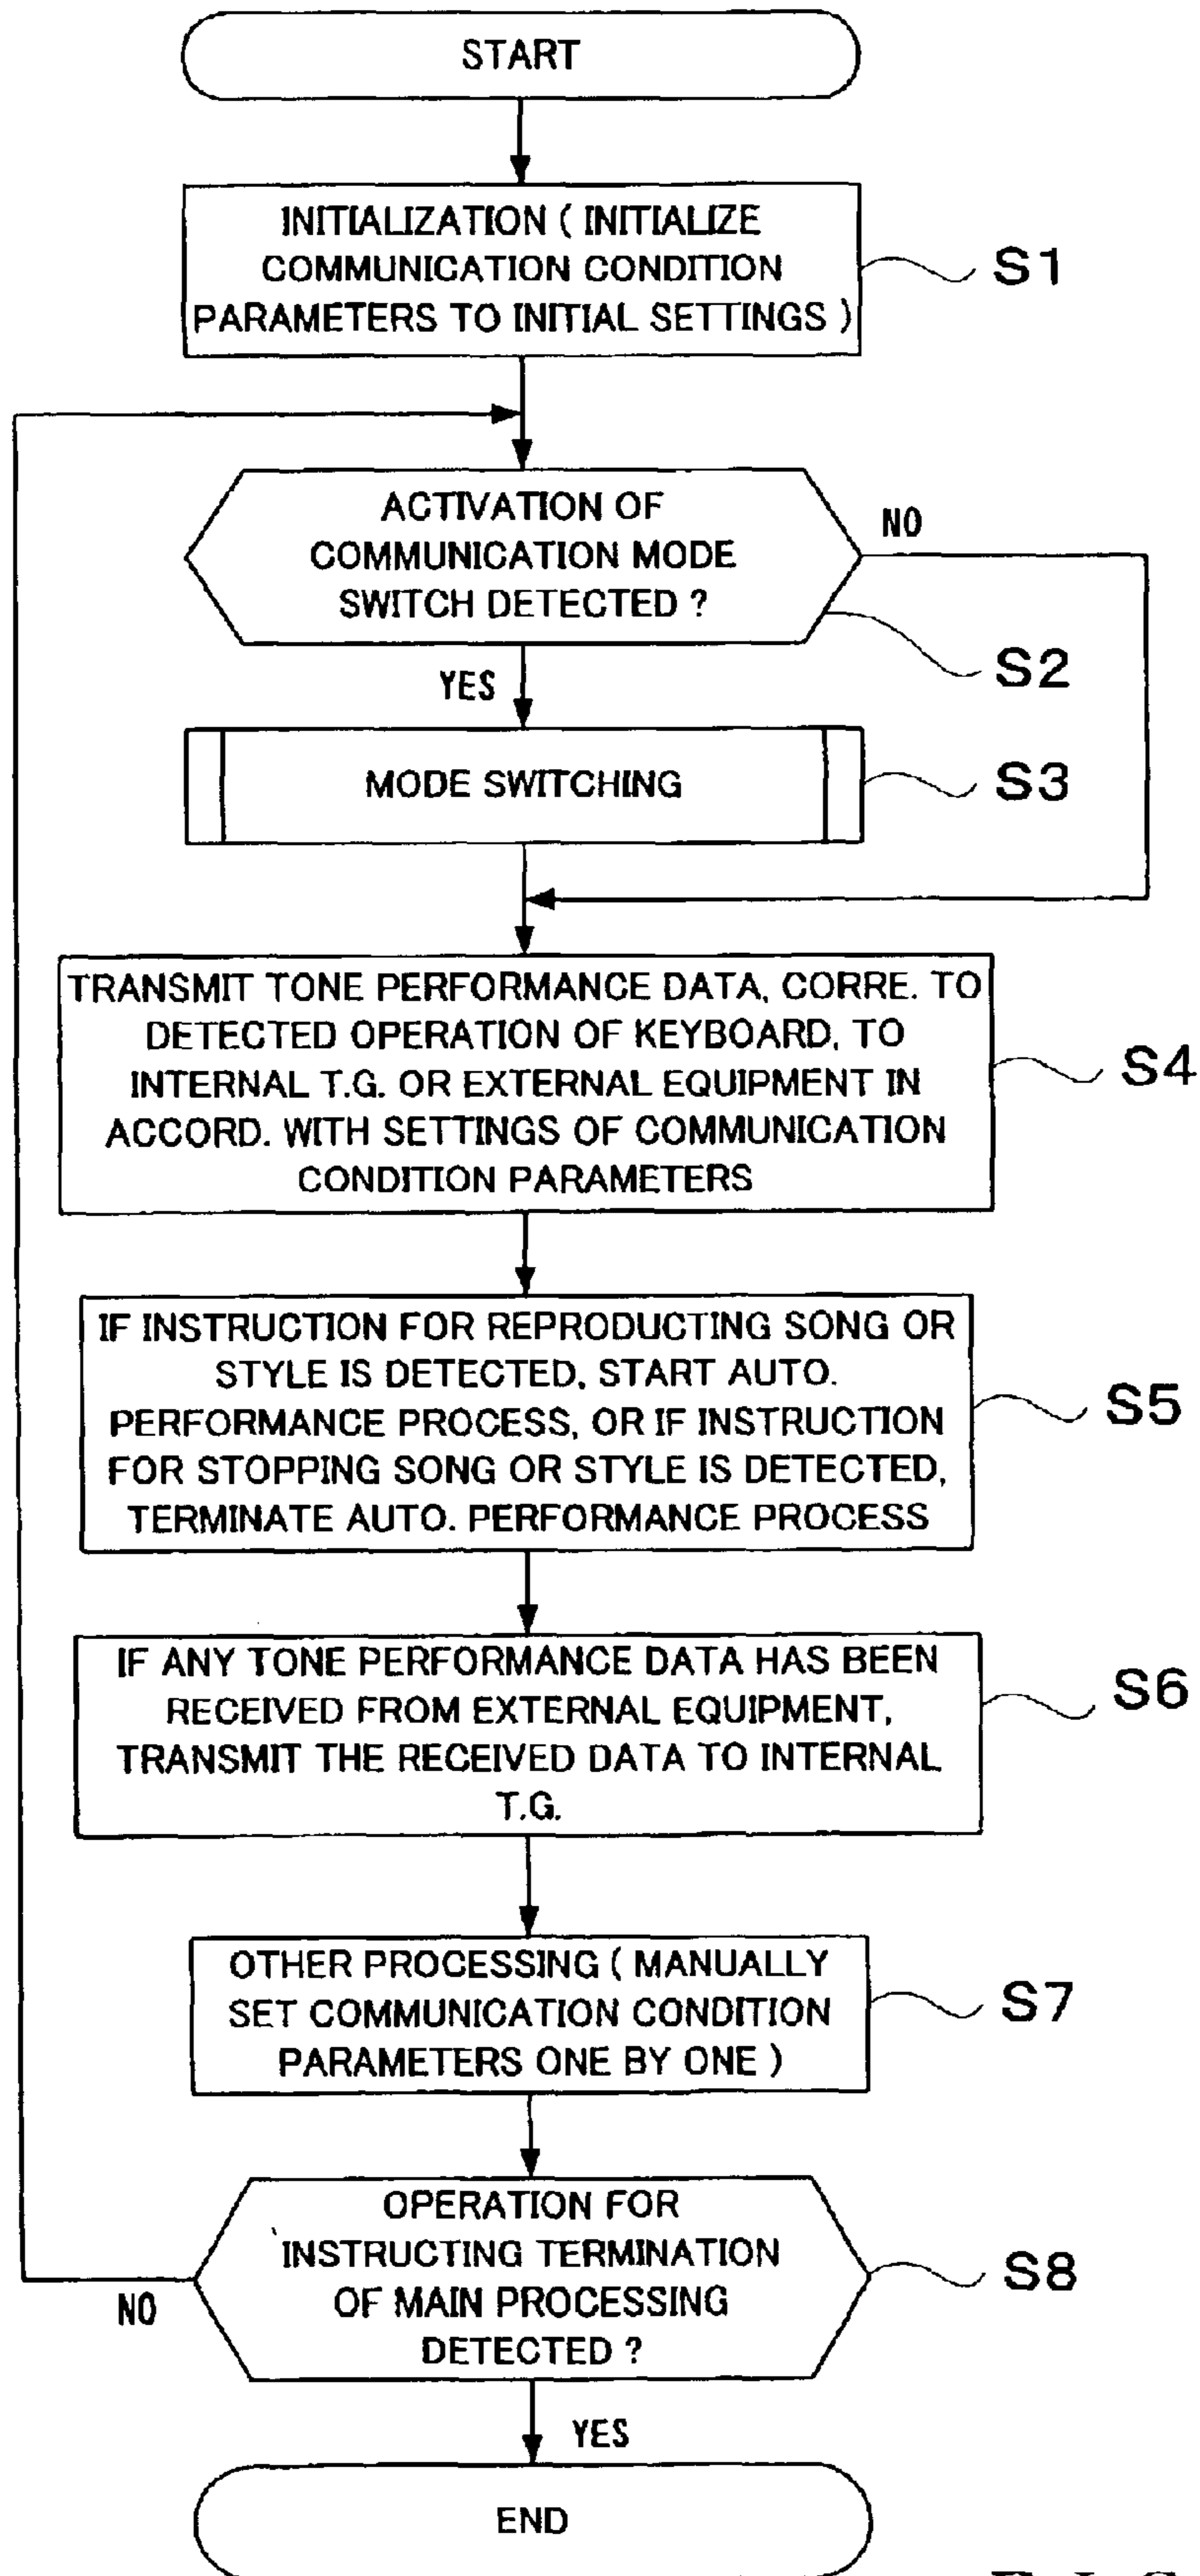 START
INITIALIZATION ( INITIALIZE
COMMUNICATION CONDITION
PARAMETERS TO INITIAL SETTINGS )
S1
ACTIVATION OF
COMMUNICATION MODE
SWITCH DETECTED ?
NO
S2
YES
MODE SWITCHING
S3
TRANSMIT TONE PERFORMANCE DATA, CORRE. TO
DETECTED OPERATION OF KEYBOARD, TO
INTERNAL T.G. OR EXTERNAL EQUIPMENT IN
ACCORD. WITH SETTINGS OF COMMUNICATION
CONDITION PARAMETERS
S4
IF INSTRUCTION FOR REPRODUCTING SONG OR
STYLE IS DETECTED, START AUTO.
PERFORMANCE PROCESS, OR IF INSTRUCTION
FOR STOPPING SONG OR STYLE IS DETECTED,
TERMINATE AUTO. PERFORMANCE PROCESS
S5
IF ANY TONE PERFORMANCE DATA HAS BEEN
RECEIVED FROM EXTERNAL EQUIPMENT,
TRANSMIT THE RECEIVED DATA TO INTERNAL
T.G.
S6
OTHER PROCESSING ( MANUALLY
SET COMMUNICATION CONDITION
PARAMETERS ONE BY ONE )
S7
OPERATION FOR
INSTRUCTING TERMINATION
OF MAIN PROCESSING
DETECTED ?
S8
NO
YES
END